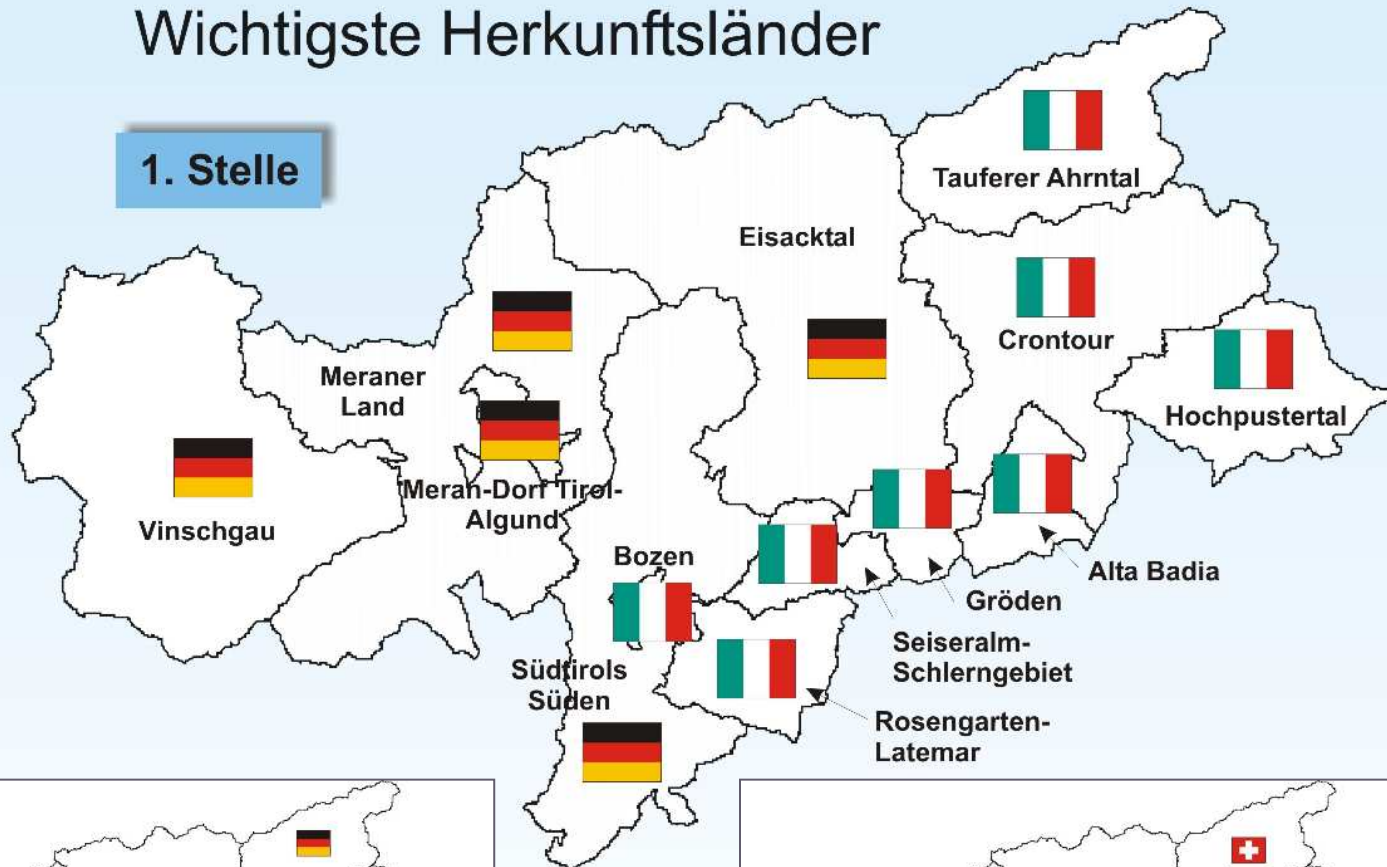 Wichtigste Herkunftsländer
1. Stelle
Tauferer Ahrntal
Eisacktal
Crontour
Meraner
Land
Hochpustertal
Meran-Dorf Tirol-
Algund
Vinschgau
Bozen
Alta Badia
Gröden
Seiseralm-
Schlerngebiet
Südtirols
Süden
Rosengarten-
Latemar